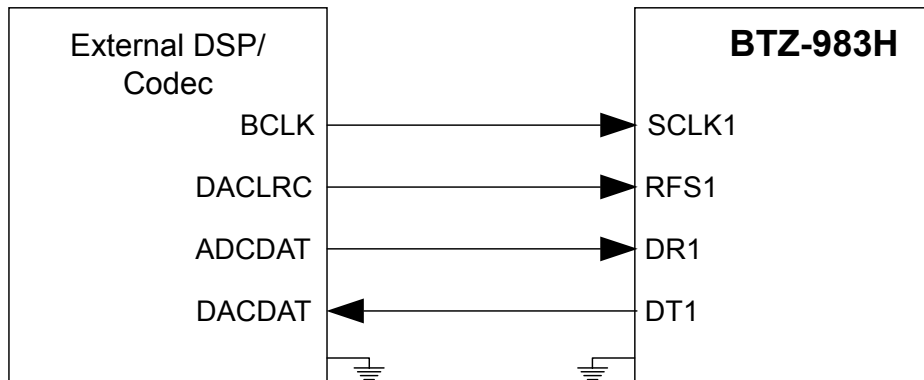 External DSP/
Codec
BTZ-983H
BCLK
SCLK1
DACLRC
RFS1
ADCDAT
DR1
DACDAT
DT1